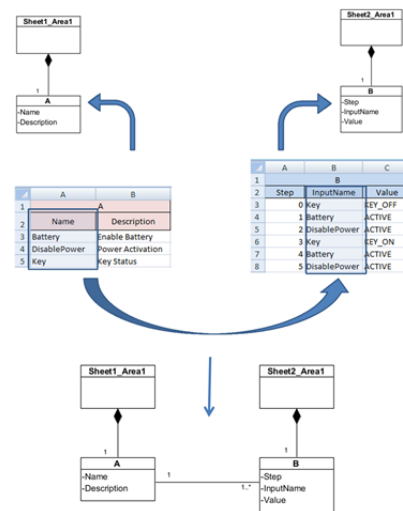 Sheet1_Area1
1
A
-Name
-Description
Sheet2_Area1
1
B
-Step
-InputName
-Value
A B
1 A
2 Name Description
3 Battery Enable Battery
4 DisablePower Power Activation
5 Key Key Status
A B C
1 B
2 Step InputName Value
3 0 Key KEY_OFF
4 1 Battery ACTIVE
5 2 DisablePower ACTIVE
6 3 Key KEY_ON
7 4 Battery ACTIVE
8 5 DisablePower ACTIVE
Sheet1_Area1
Sheet2_Area1
1
1
A
-Name
-Description
1
1..*
B
-Step
-InputName
-Value